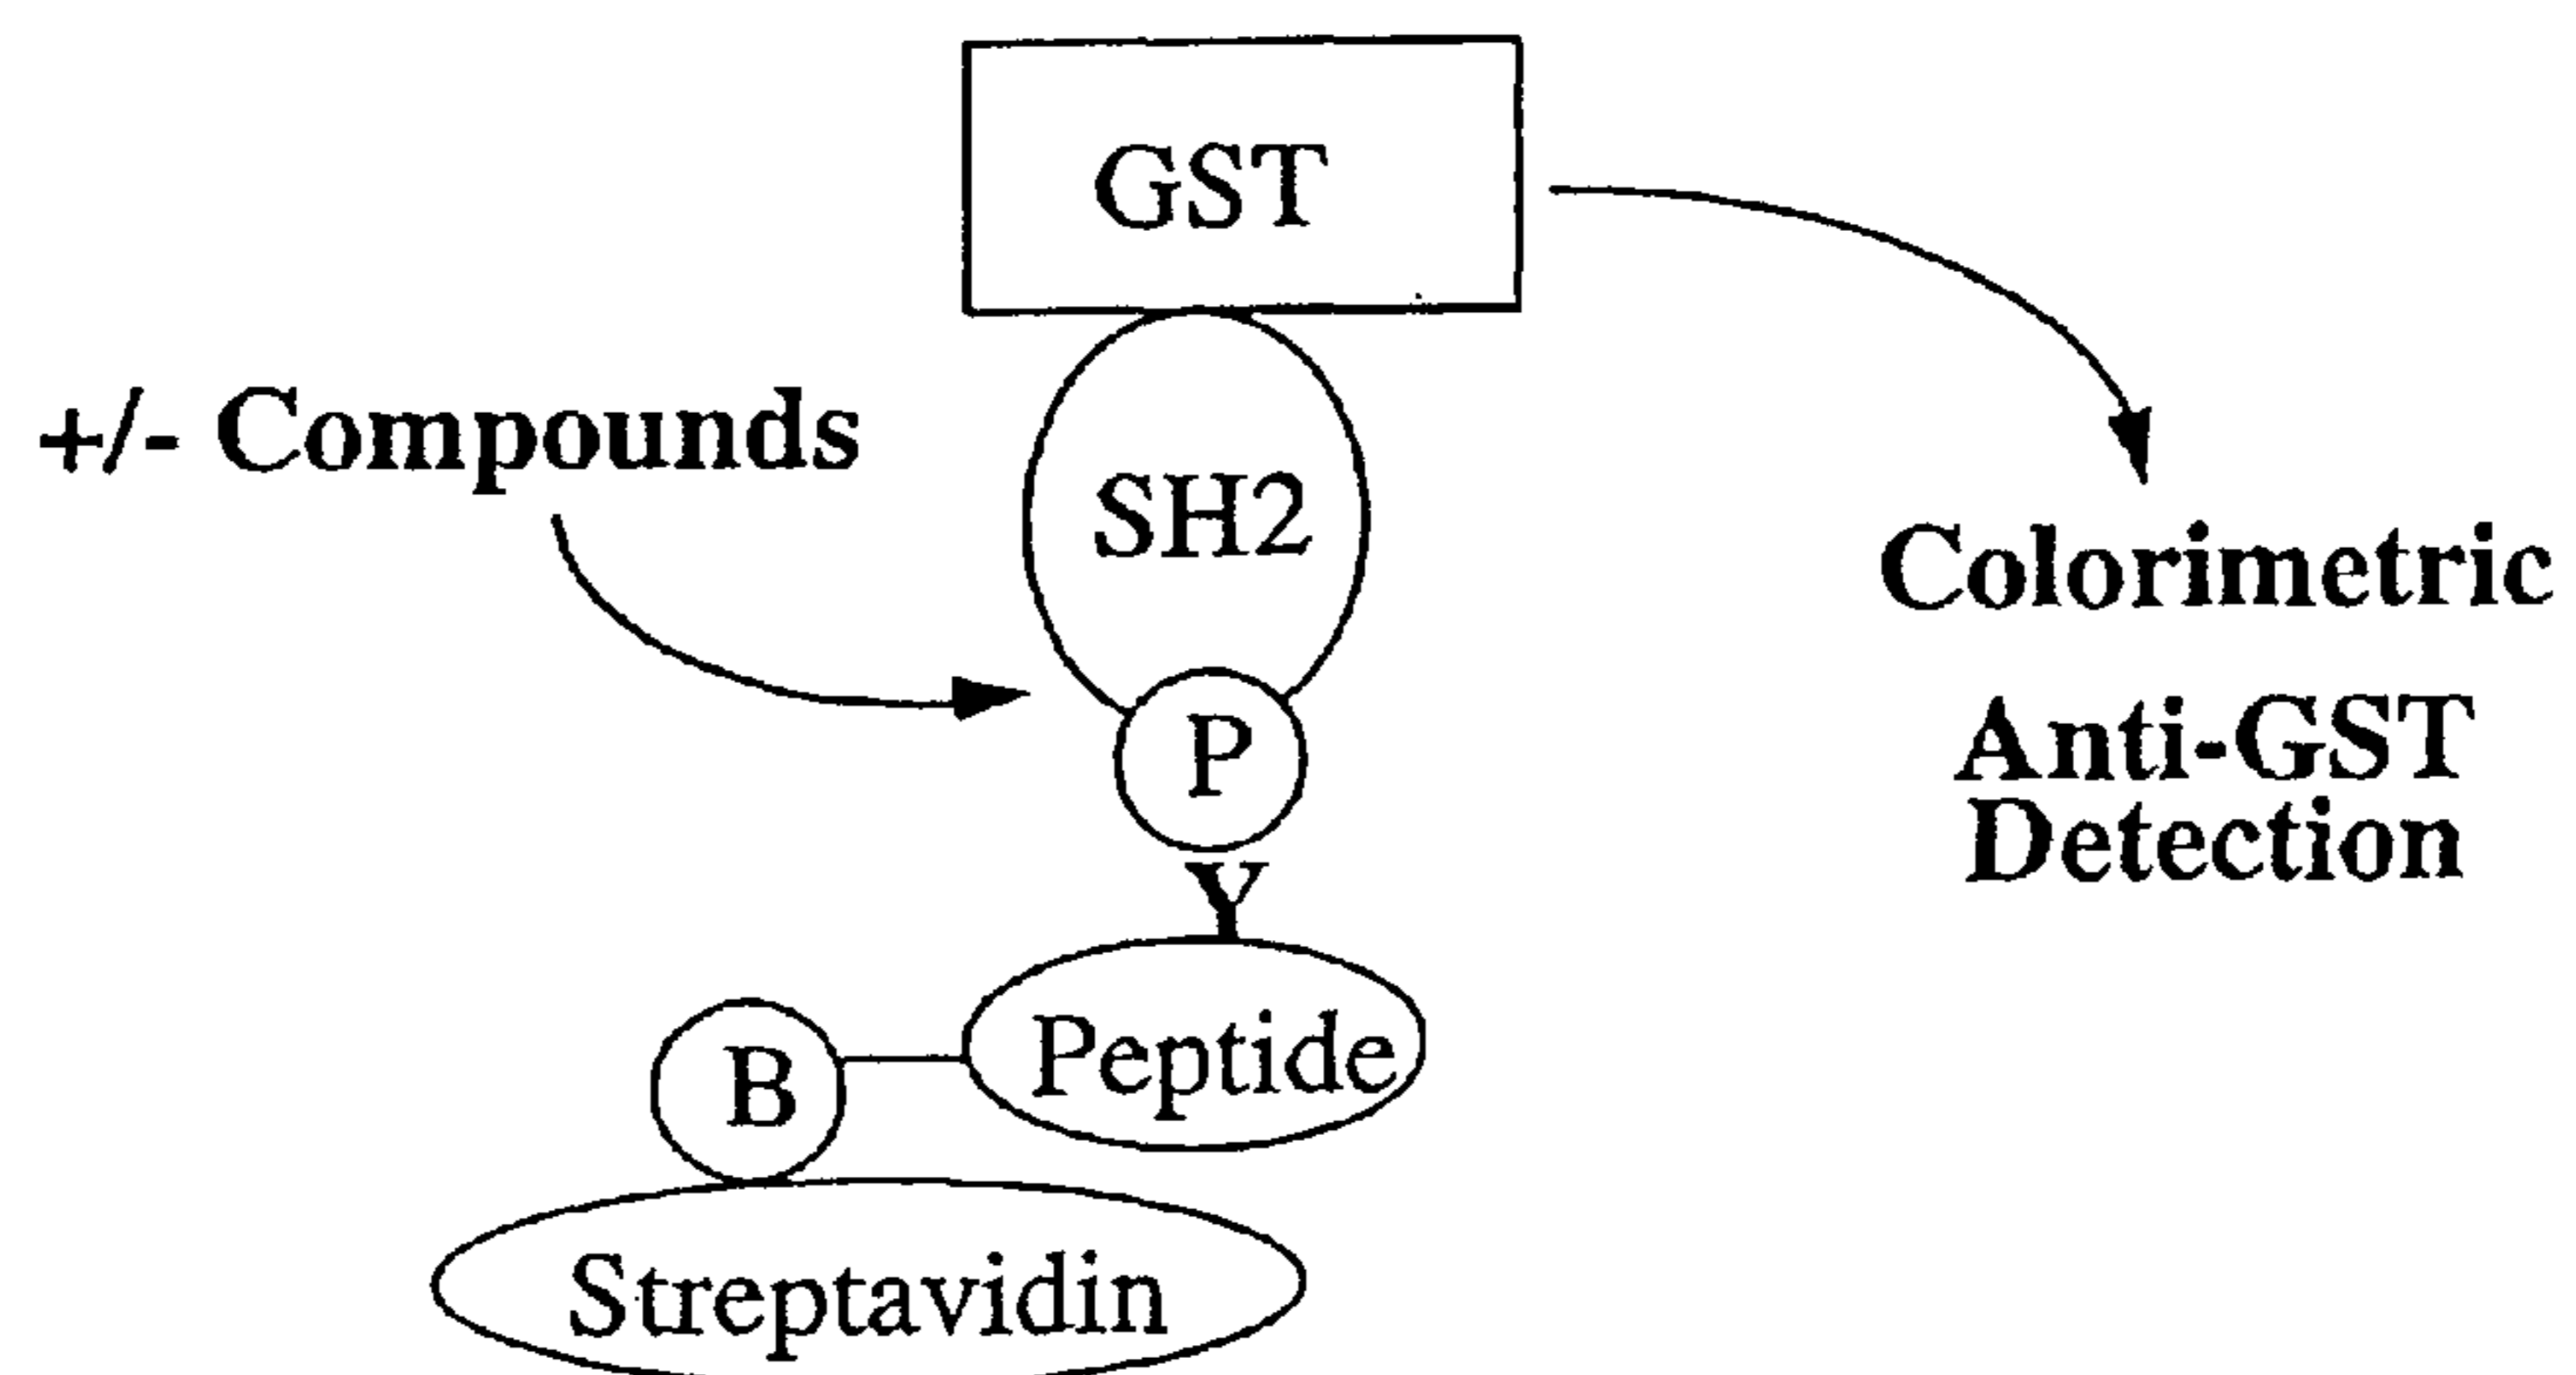 GST
+/- Compounds
SH2
Colorimetric
Anti-GST
Detection
P
Y
Peptide
B
Streptavidin